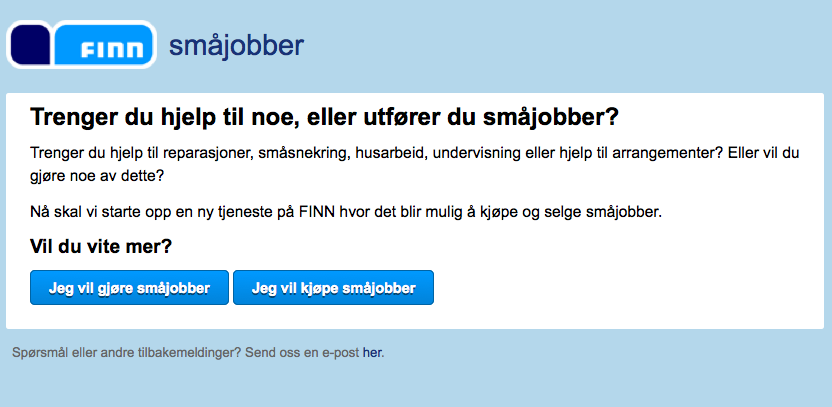 FINN småjobber
Trenger du hjelp til noe, eller utfører du småjobber?
Trenger du hjelp til reparasjoner, småsnekring, husarbeid, undervisning eller hjelp til arrangementer? Eller vil du
gjøre noe av dette?
Nå skal vi starte opp en ny tjeneste på FINN hvor det blir mulig å kjøpe og selge småjobber.
Vil du vite mer?
Jeg vil gjøre småjobber Jeg vil kjøpe småjobber
Spørsmål eller andre tilbakemeldinger? Send oss en e-post her.